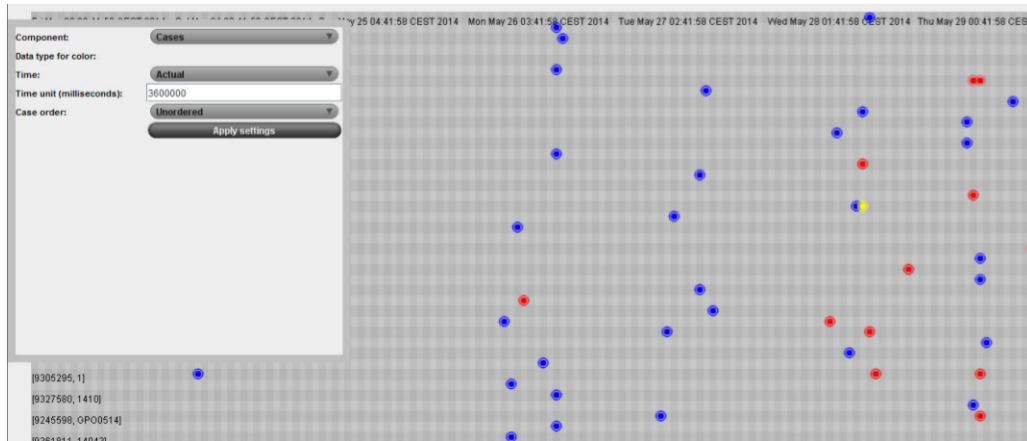 May 25 04:41:58 CEST 2014 Mon May 26 03:41:58 CEST 2014 Tue May 27 02:41:58 CEST 2014 Wed May 28 01:41:58 CEST 2014 Thu May 29 00:41:58 CES
Component: Cases
Data type for color:
Time: Actual
Time unit (milliseconds): 3600000
Case order: Unordered
Apply settings
[9305295, 1]
[9327580, 1410]
[9245598, GPO0514]